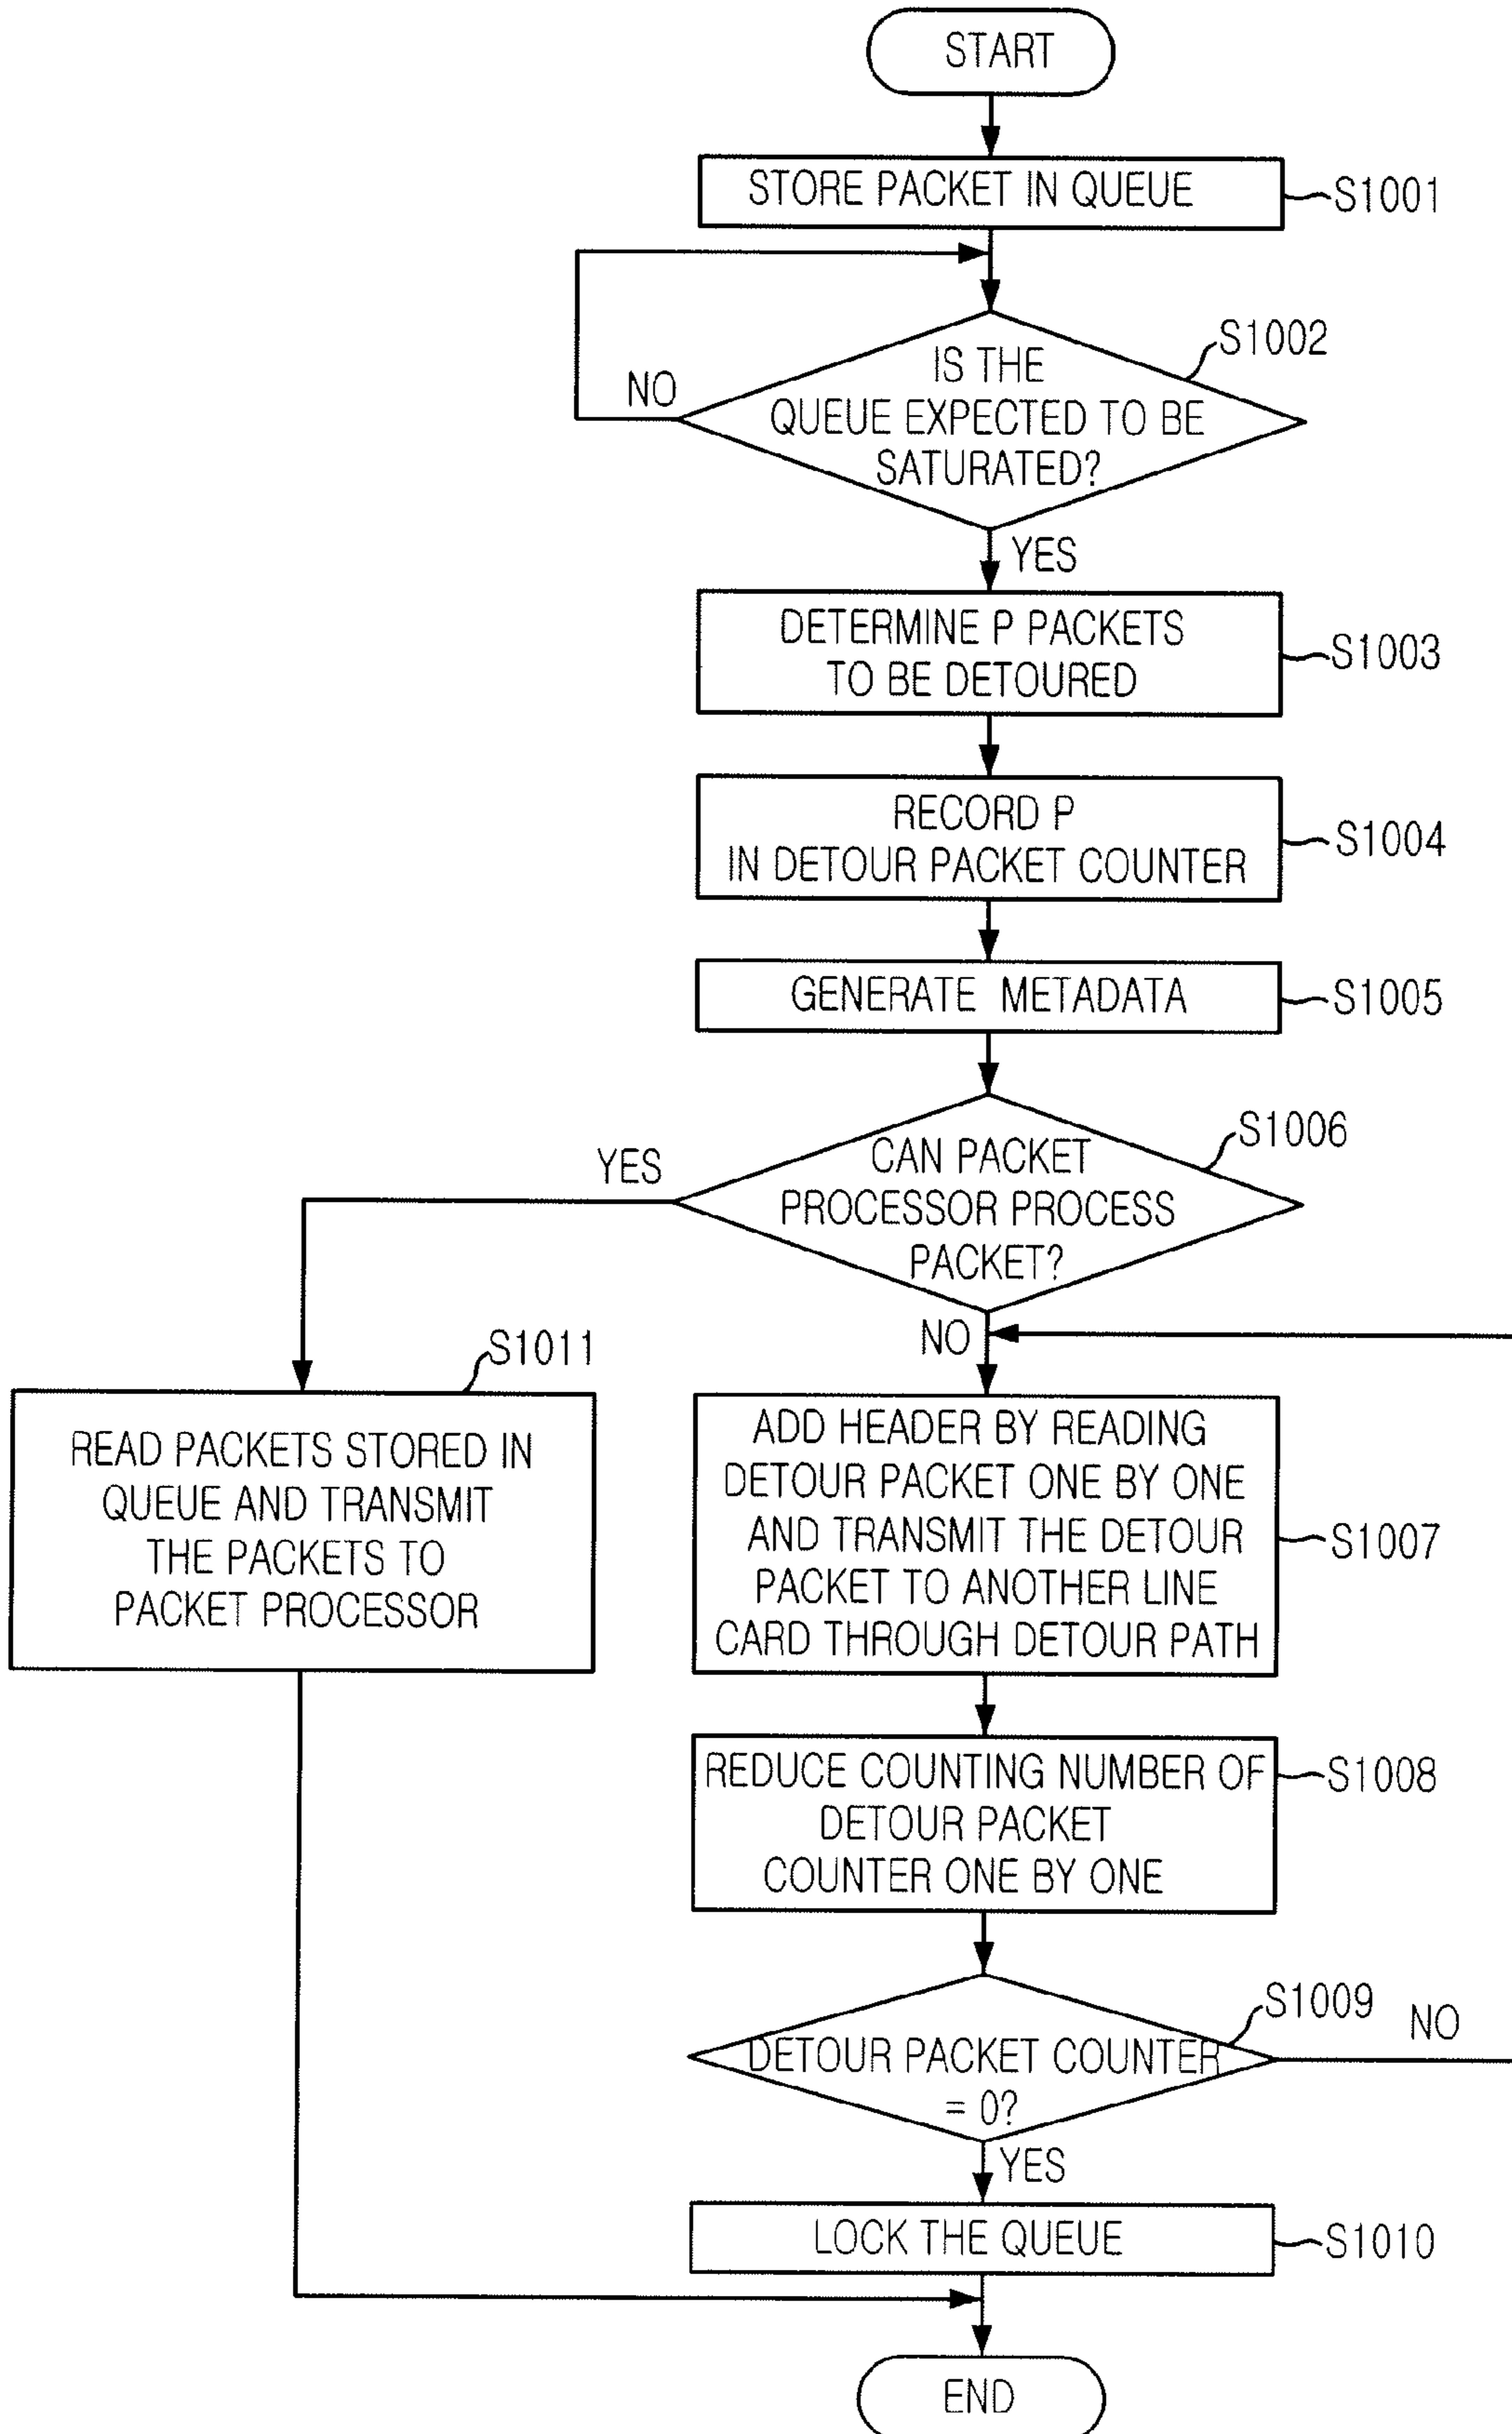 START
STORE PACKET IN QUEUE
S1001
S1002
IS THE
QUEUE EXPECTED TO BE
SATURATED?
NO
YES
DETERMINE P PACKETS
TO BE DETOURED
S1003
RECORD P
IN DETOUR PACKET COUNTER
S1004
GENERATE METADATA
S1005
S1006
CAN PACKET
PROCESSOR PROCESS
PACKET?
YES
NO
S1011
READ PACKETS STORED IN
QUEUE AND TRANSMIT
THE PACKETS TO
PACKET PROCESSOR
ADD HEADER BY READING
DETOUR PACKET ONE BY ONE
AND TRANSMIT THE DETOUR
PACKET TO ANOTHER LINE
CARD THROUGH DETOUR PATH
S1007
REDUCE COUNTING NUMBER OF
DETOUR PACKET
COUNTER ONE BY ONE
S1008
S1009
NO
DETOUR PACKET COUNTER
= 0?
YES
LOCK THE QUEUE
S1010
END